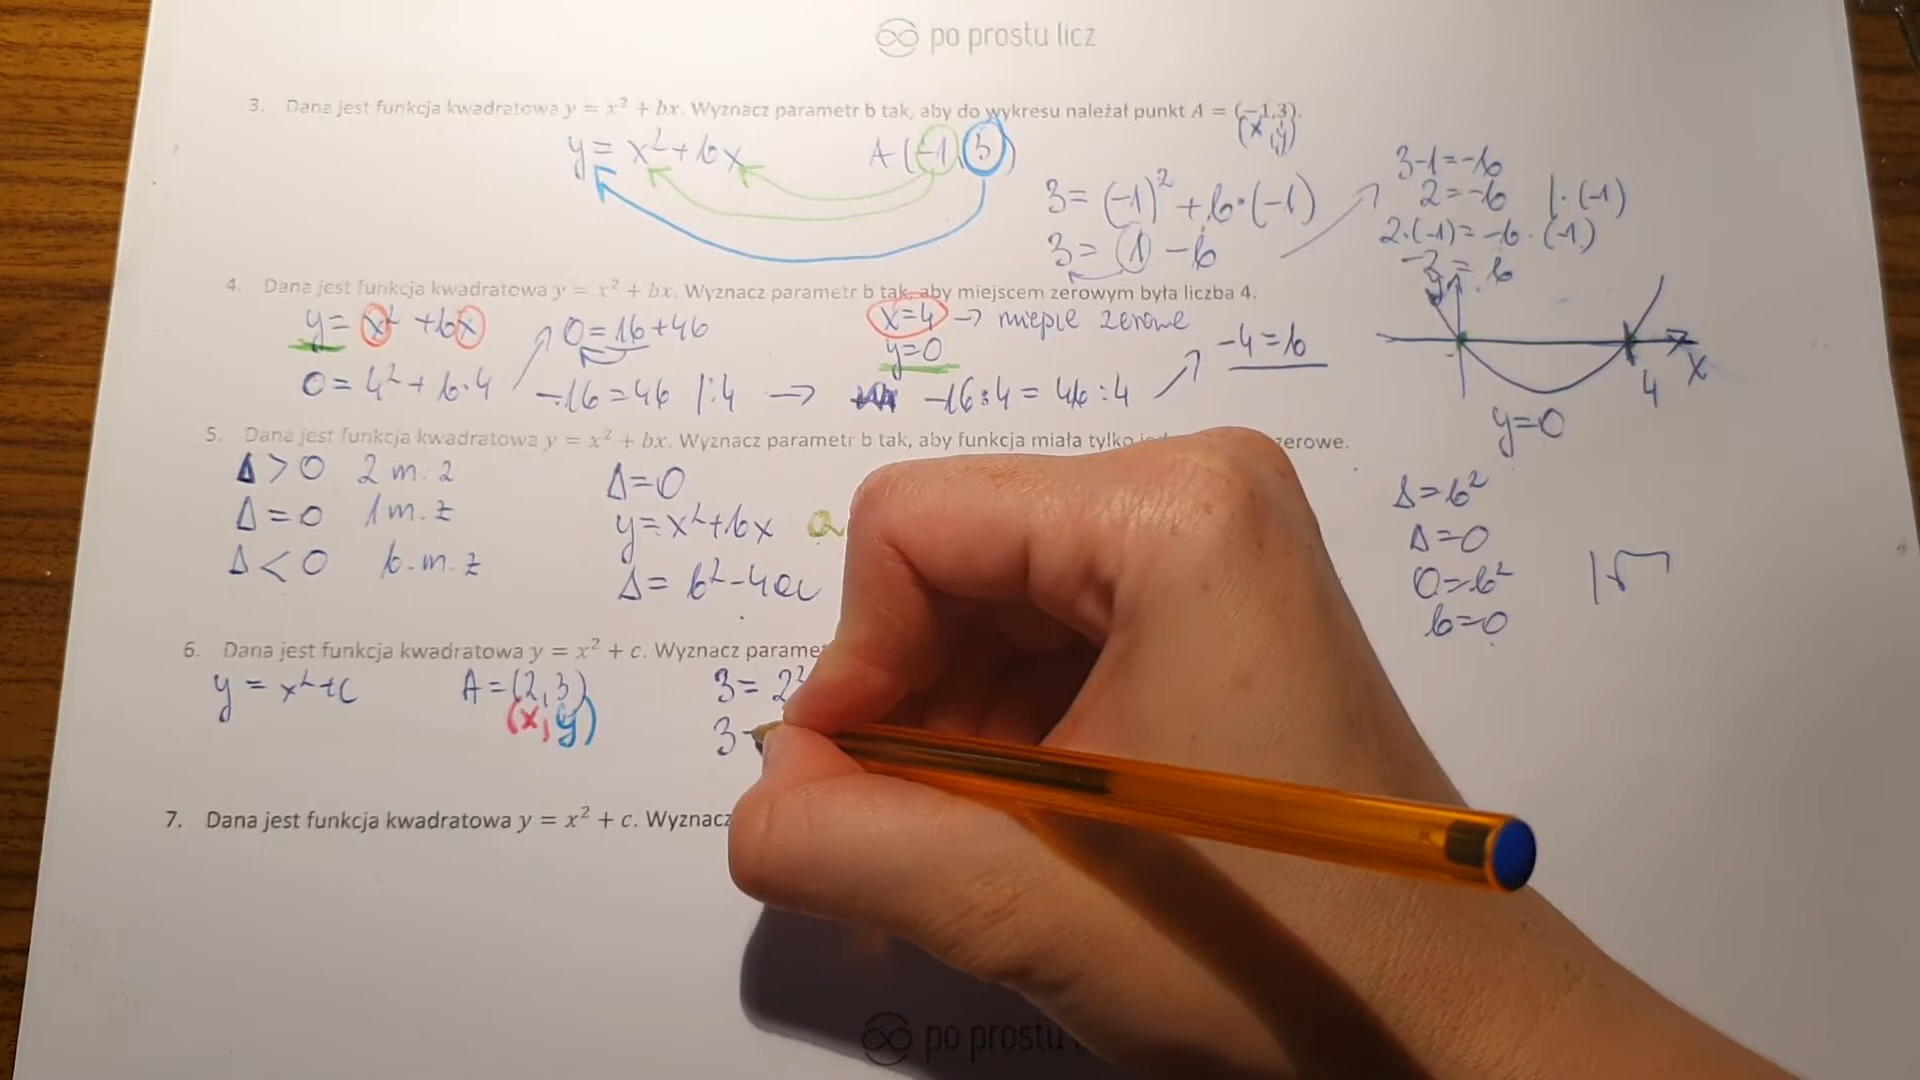 po prostu licz
3. Dana jest funkcja kwadratowa y = x² + bx. Wyznacz parametr b tak, aby do wykresu należał punkt A = (−1,3).
(x, y)
y = x² + bx
A (-1, 3)
3 = (-1)² + b·(-1)
3 = 1 - b
3-1 = -b
2 = -b |·(-1)
2·(-1) = -b·(-1)
-2 = b
4. Dana jest funkcja kwadratowa y = x² + bx. Wyznacz parametr b tak, aby miejscem zerowym była liczba 4.
y = x² + bx
0 = 4² + b·4
0 = 16 + 4b
-16 = 4b |:4 →
x=4 → miejsce zerowe
y=0
-16:4 = 4b:4
-4 = b
y
4 x
y=0
5. Dana jest funkcja kwadratowa y = x² + bx. Wyznacz parametr b tak, aby funkcja miała tylko zerowe.
Δ>0 2 m. z
Δ=0 1 m. z
Δ<0 b. m. z
Δ=0
y = x² + bx a
Δ = b² - 4ac
Δ = b²
Δ=0
0 = b² |√
b=0
6. Dana jest funkcja kwadratowa y = x² + c. Wyznacz
y = x² + c
A = (2, 3)
(x, y)
3 = 2²
3
7. Dana jest funkcja kwadratowa y = x² + c. Wyznacz
po prostu